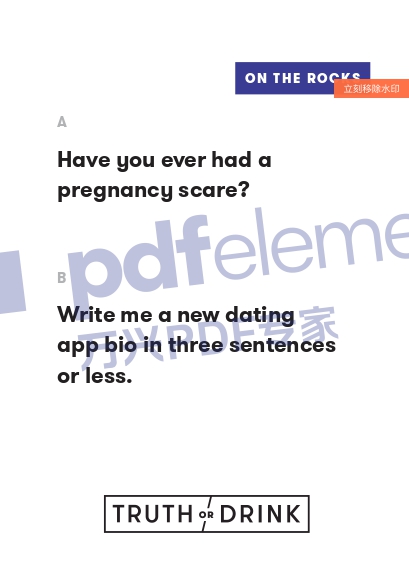 ON THE ROCKS
立刻移除水印
A
Have you ever had a
pregnancy scare?
pdfeleme
B
Write me a new dating
app bio in three sentences
or less.
万兴PDF专家
TRUTH OR DRINK